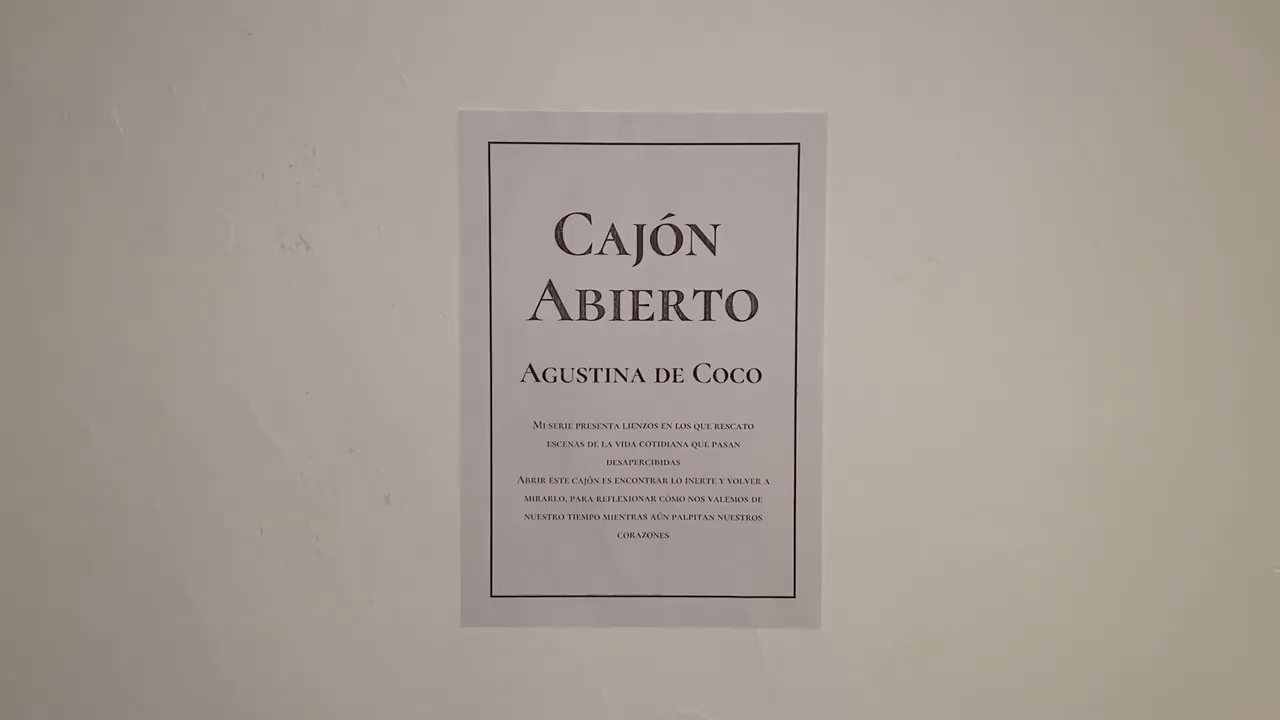 Cajón
Abierto
Agustina de Coco
Mi serie presenta lienzos en los que rescato
escenas de la vida cotidiana que pasan
desapercibidas
Abrir este cajón es encontrar lo inerte y volver a
mirarlo, para reflexionar cómo nos valemos de
nuestro tiempo mientras aún palpitan nuestros
corazones